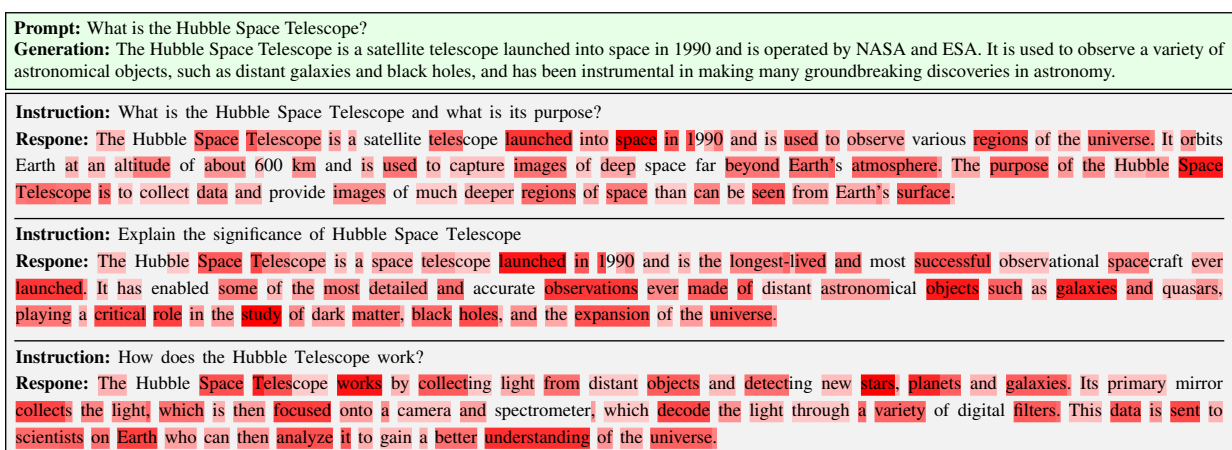 Prompt: What is the Hubble Space Telescope?
Generation: The Hubble Space Telescope is a satellite telescope launched into space in 1990 and is operated by NASA and ESA. It is used to observe a variety of
astronomical objects, such as distant galaxies and black holes, and has been instrumental in making many groundbreaking discoveries in astronomy.
Instruction: What is the Hubble Space Telescope and what is its purpose?
Respone: The Hubble Space Telescope is a satellite telescope launched into space in 1990 and is used to observe various regions of the universe. It orbits
Earth at an altitude of about 600 km and is used to capture images of deep space far beyond Earth's atmosphere. The purpose of the Hubble Space
Telescope is to collect data and provide images of much deeper regions of space than can be seen from Earth's surface.
Instruction: Explain the significance of Hubble Space Telescope
Respone: The Hubble Space Telescope is a space telescope launched in 1990 and is the longest-lived and most successful observational spacecraft ever
launched. It has enabled some of the most detailed and accurate observations ever made of distant astronomical objects such as galaxies and quasars,
playing a critical role in the study of dark matter, black holes, and the expansion of the universe.
Instruction: How does the Hubble Telescope work?
Respone: The Hubble Space Telescope works by collecting light from distant objects and detecting new stars, planets and galaxies. Its primary mirror
collects the light, which is then focused onto a camera and spectrometer, which decode the light through a variety of digital filters. This data is sent to
scientists on Earth who can then analyze it to gain a better understanding of the universe.